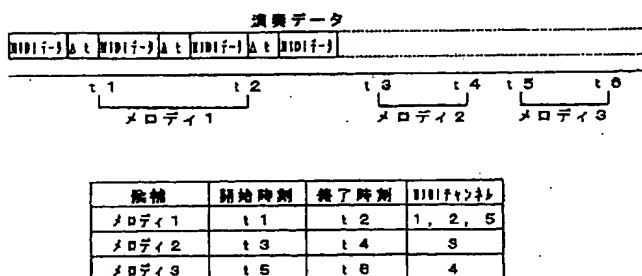 演奏データ
MIDIデータ Δt MIDIデータ Δt MIDIデータ Δt MIDIデータ
t1 t2 t3 t4 t5 t6
メロディ1 メロディ2 メロディ3
候補 開始時刻 終了時刻 MIDIチャンネル
メロディ1 t1 t2 1, 2, 5
メロディ2 t3 t4 3
メロディ3 t5 t6 4